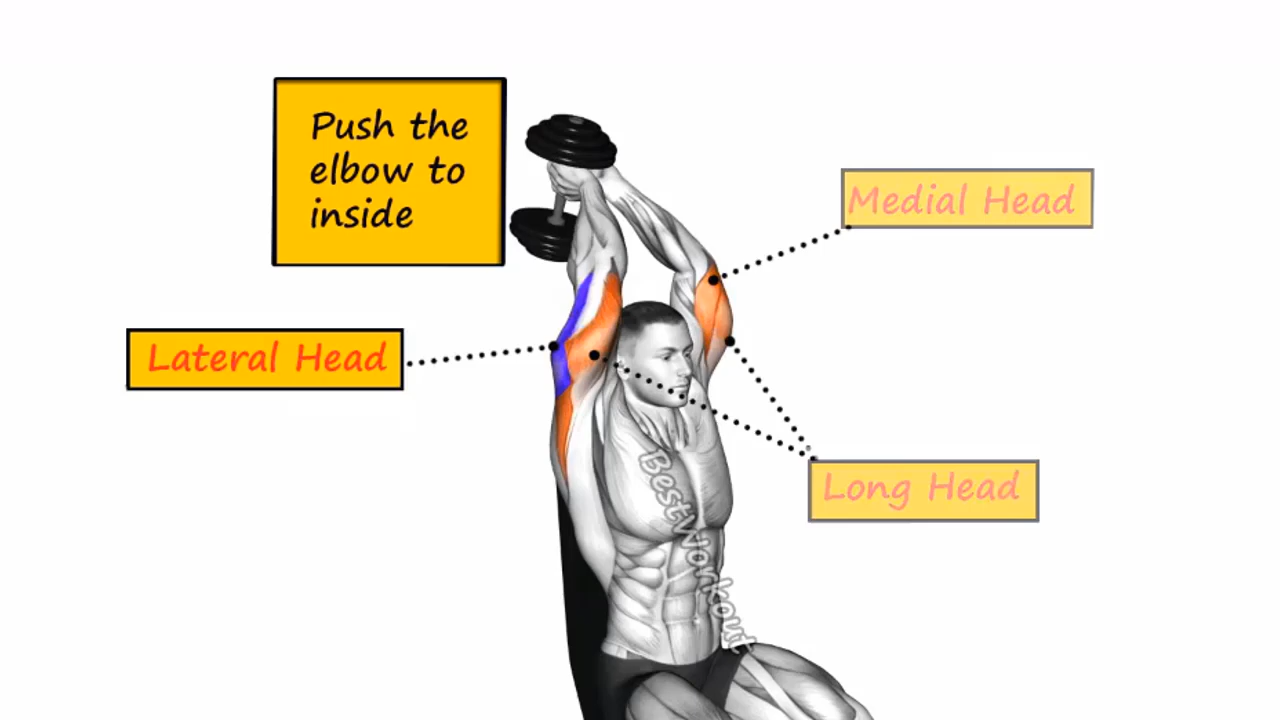 Push the
elbow to
inside
Medial Head
Lateral Head
Long Head
BestWorkout